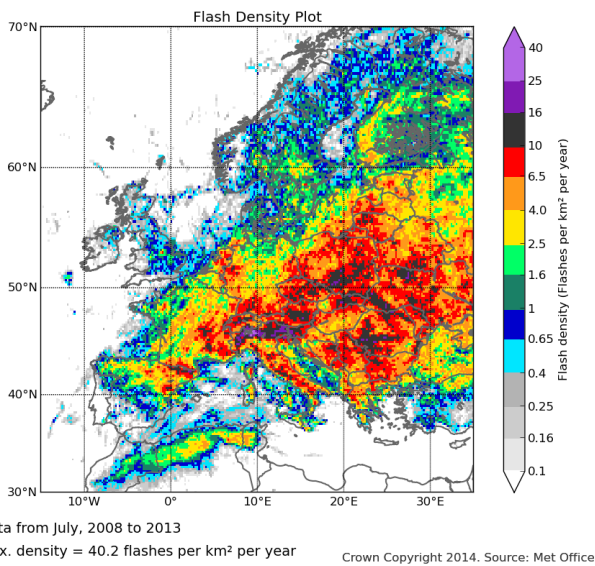 Flash Density Plot
70°N
60°N
50°N
40°N
30°N
10°W
0°
10°E
20°E
30°E
40
25
16
10
6.5
4.0
2.5
1.6
1
0.65
0.4
0.25
0.16
0.1
Flash density (Flashes per km² per year)
ta from July, 2008 to 2013
x. density = 40.2 flashes per km² per year
Crown Copyright 2014. Source: Met Office